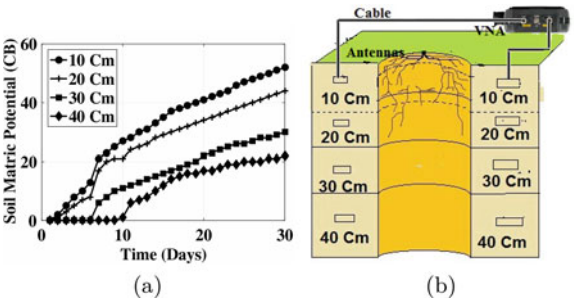 60
40
20
0
Soil Matric Potential (CB)
10 Cm
20 Cm
30 Cm
40 Cm
0
10
20
30
Time (Days)
(a)
Cable
VNA
Antennas
10 Cm
10 Cm
20 Cm
20 Cm
30 Cm
30 Cm
40 Cm
40 Cm
(b)